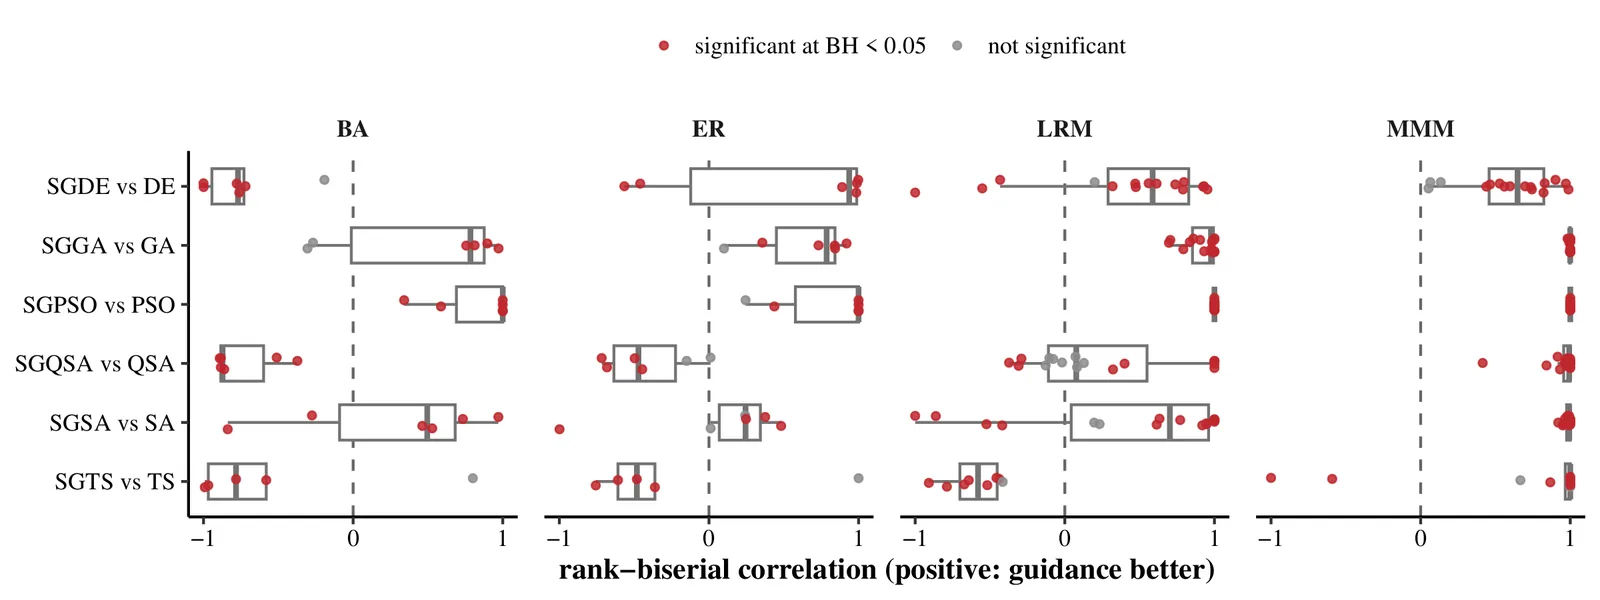 significant at BH < 0.05 not significant
BA ER LRM MMM
SGDE vs DE
SGGA vs GA
SGPSO vs PSO
SGQSA vs QSA
SGSA vs SA
SGTS vs TS
−1 0 1 −1 0 1 −1 0 1 −1 0 1
rank−biserial correlation (positive: guidance better)